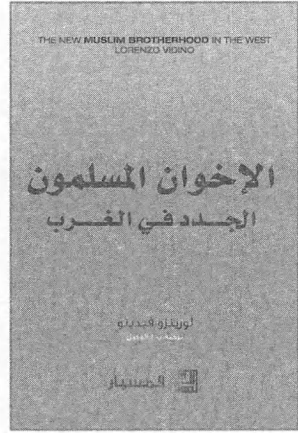 THE NEW MUSLIM BROTHERHOOD IN THE WEST
LORENZO VIDINO
الإخوان المسلمون
الجدد في الغرب
لورينزو فيدينو
المسبار